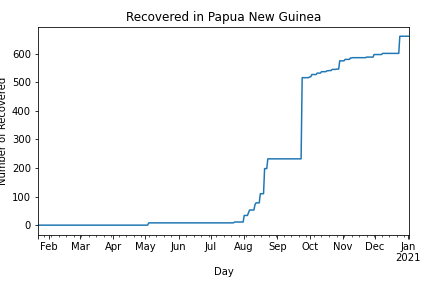 Recovered in Papua New Guinea
Number of Recovered
600
500
400
300
200
100
0
Feb Mar Apr May Jun Jul Aug Sep Oct Nov Dec Jan
2021
Day